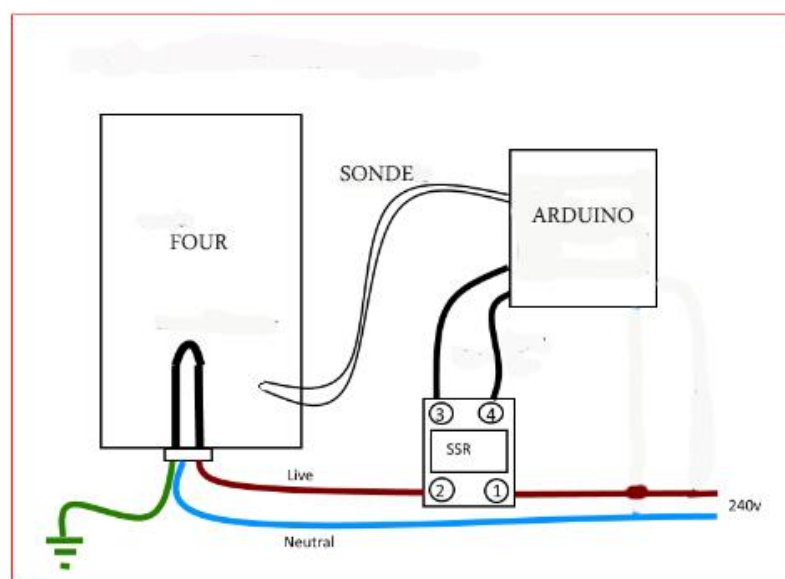 SONDE
ARDUINO
FOUR
3
4
SSR
2
1
Live
240v
Neutral